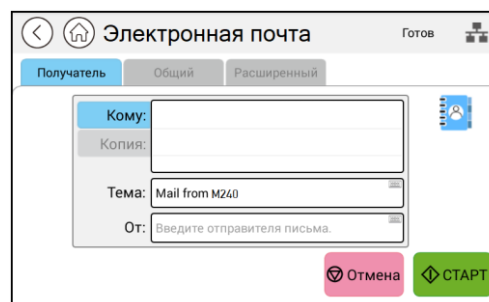 Электронная почта Готов
Получатель Общий Расширенный
Кому:
Копия:
Тема: Mail from M240
От: Введите отправителя письма.
Отмена СТАРТ